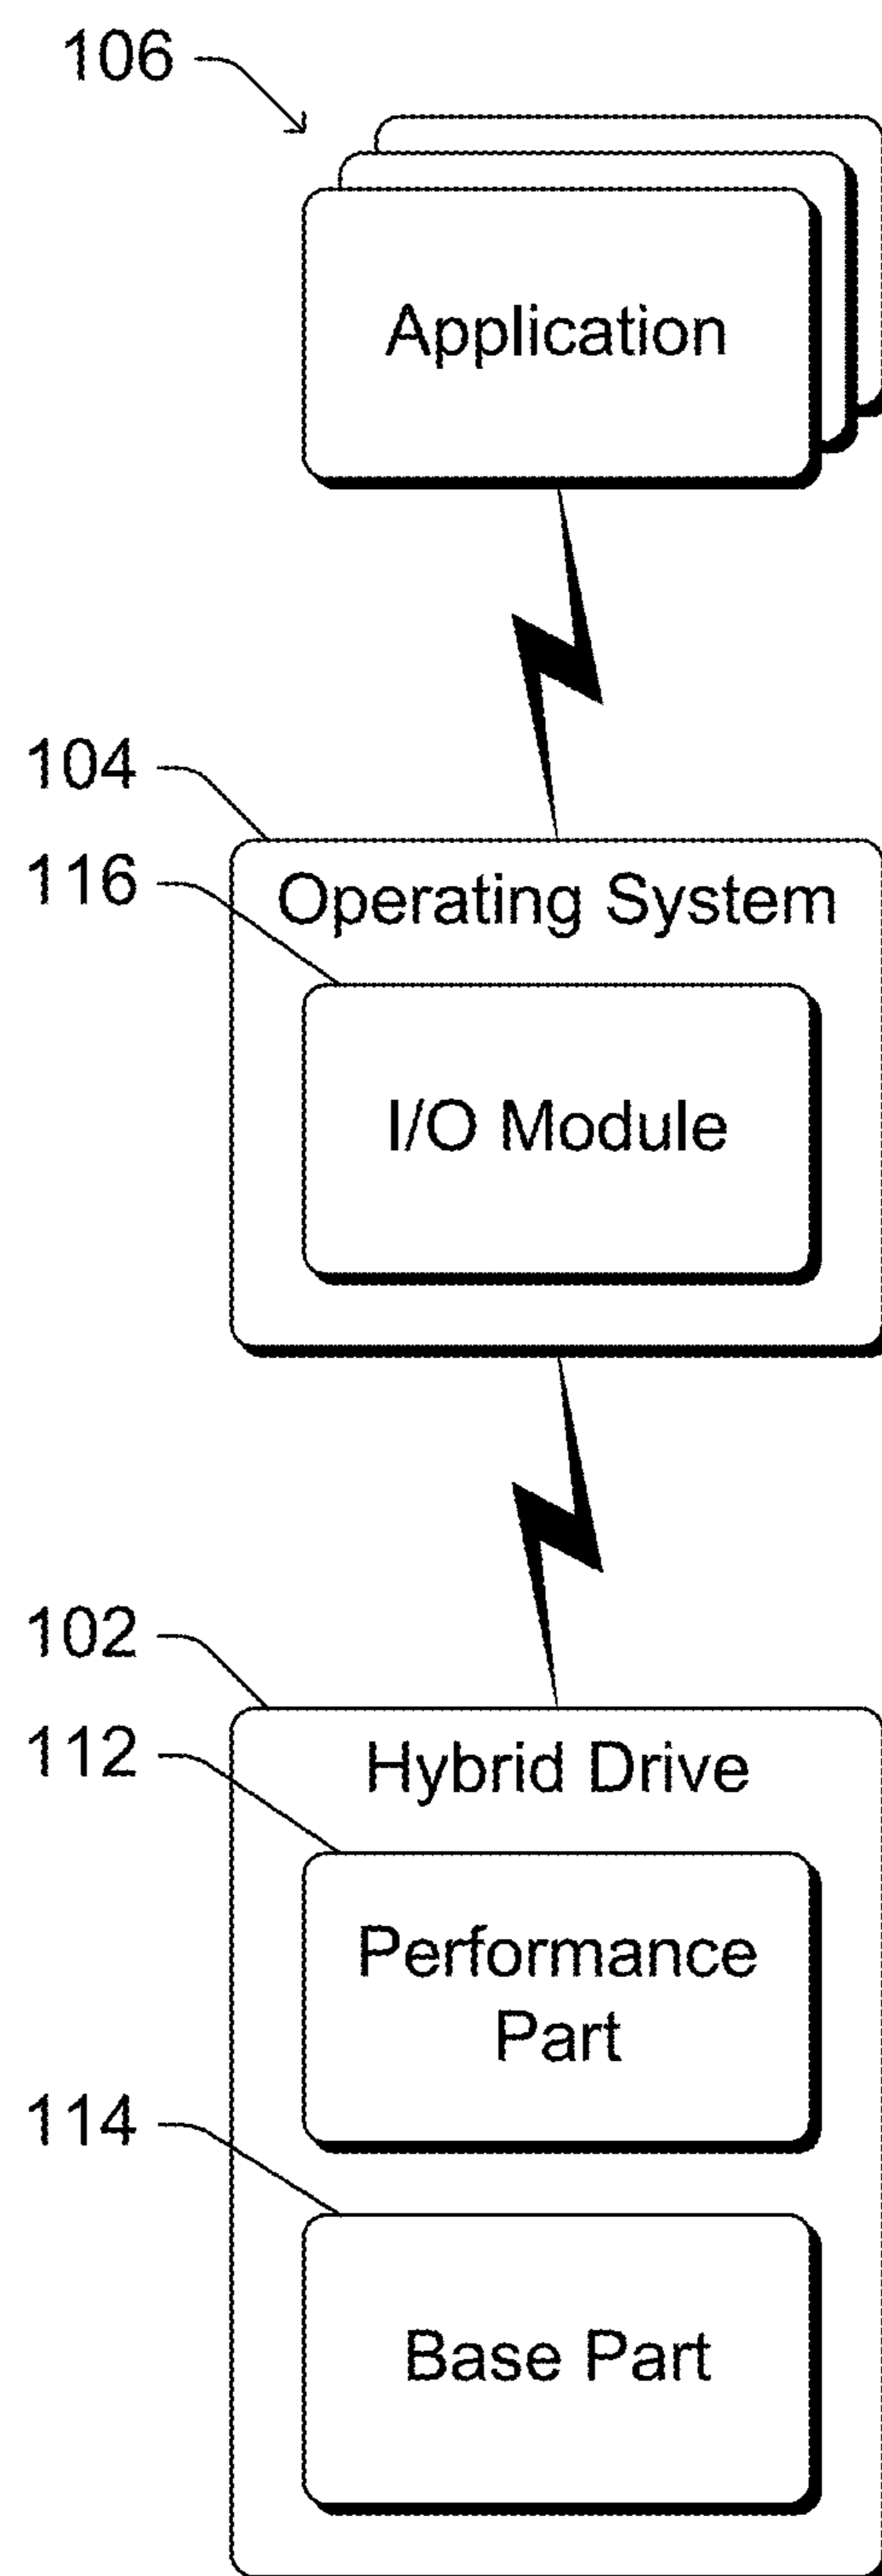 106
Application
104
116
Operating System
I/O Module
102
112
Hybrid Drive
Performance
Part
114
Base Part